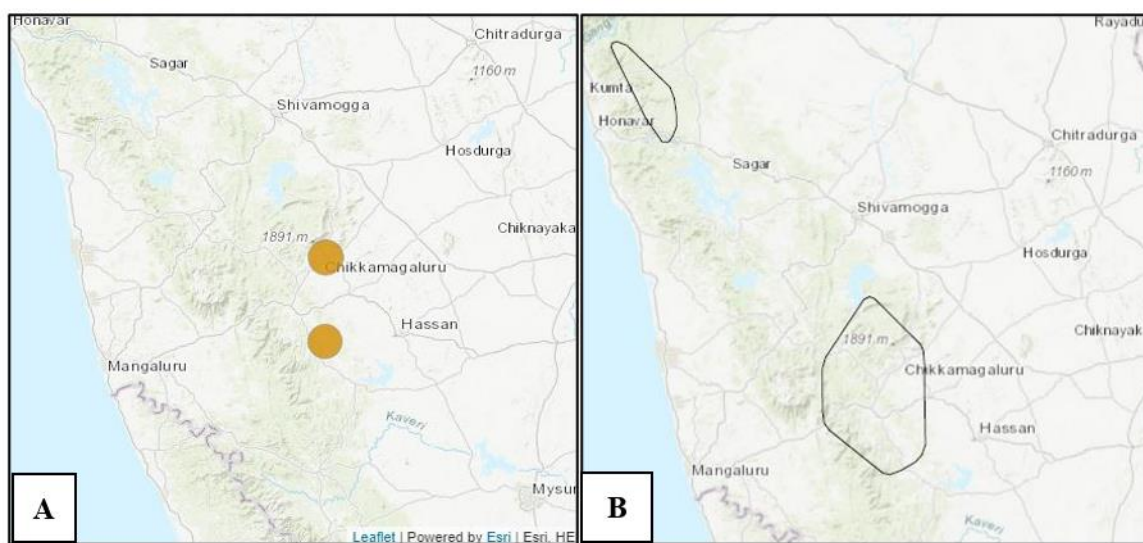 Honavar
Chitradurga
Sagar
1160 m
Shivamogga
Hosdurga
Chiknayaka
1891 m
Chikkamagaluru
Hassan
Mangaluru
Kaveri
Mysur
A
Leaflet | Powered by Esri | Esri, HE
Rayadu
Kumta
Honavar
Chitradurga
Sagar
1160 m
Shivamogga
Hosdurga
Chiknayak
1891 m
Chikkamagaluru
Hassan
Mangaluru
Kaveri
B